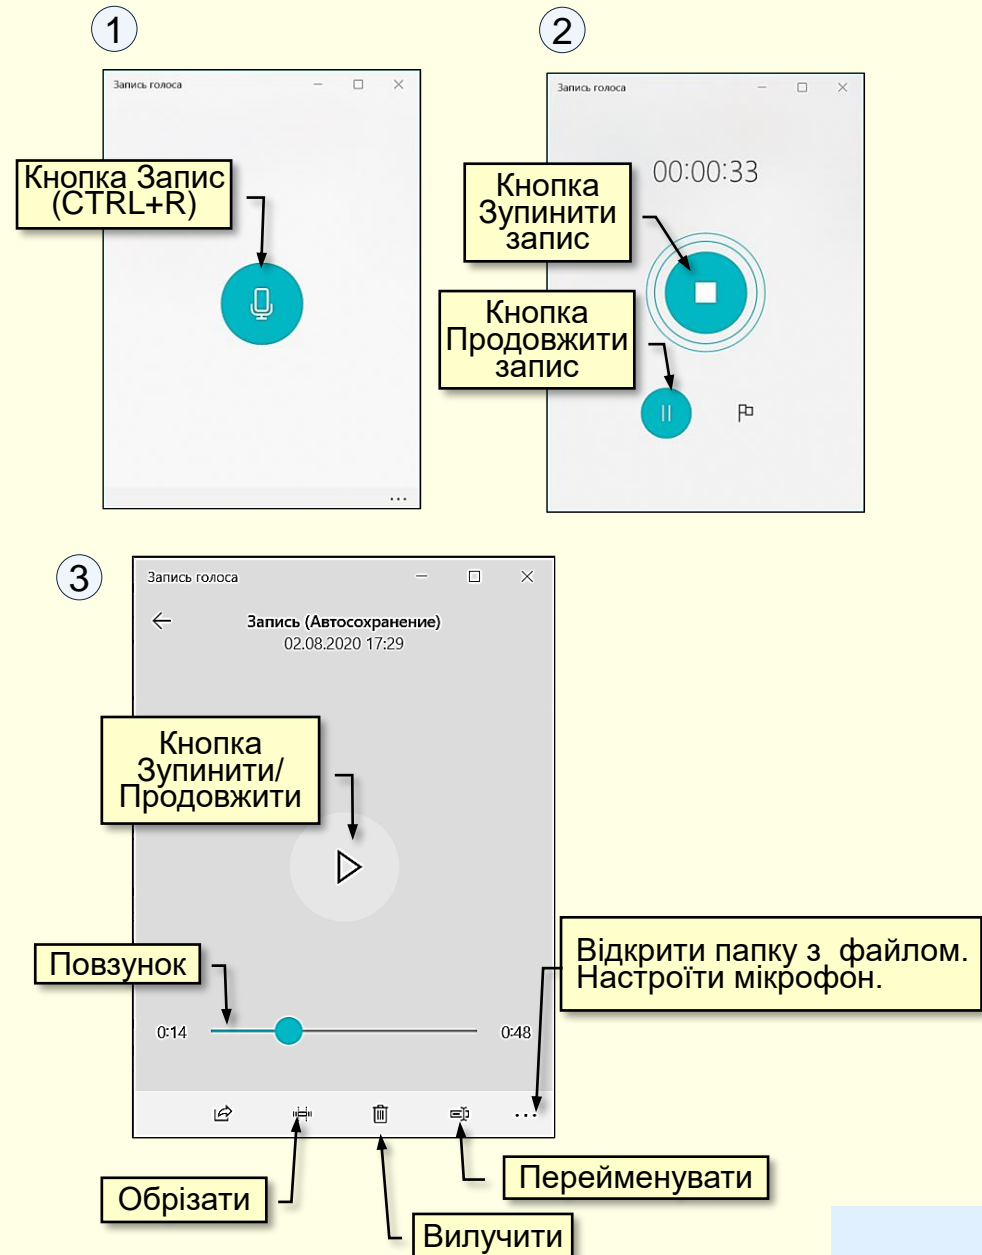 1
2
Запись голоса
Кнопка Запис
(CTRL+R)
Запись голоса
00:00:33
Кнопка
Зупинити
запис
Кнопка
Продовжити
запис
3
Запись голоса
Запись (Автосохранение)
02.08.2020 17:29
Кнопка
Зупинити/
Продовжити
Повзунок
Відкрити папку з файлом.
Настроїти мікрофон.
0:14
0:48
Перейменувати
Обрізати
Вилучити